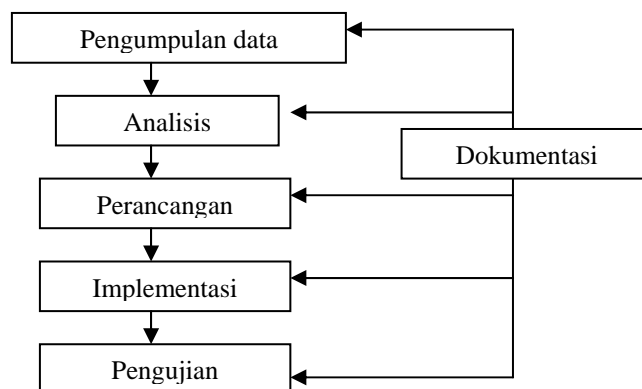 Pengumpulan data
Analisis
Dokumentasi
Perancangan
Implementasi
Pengujian